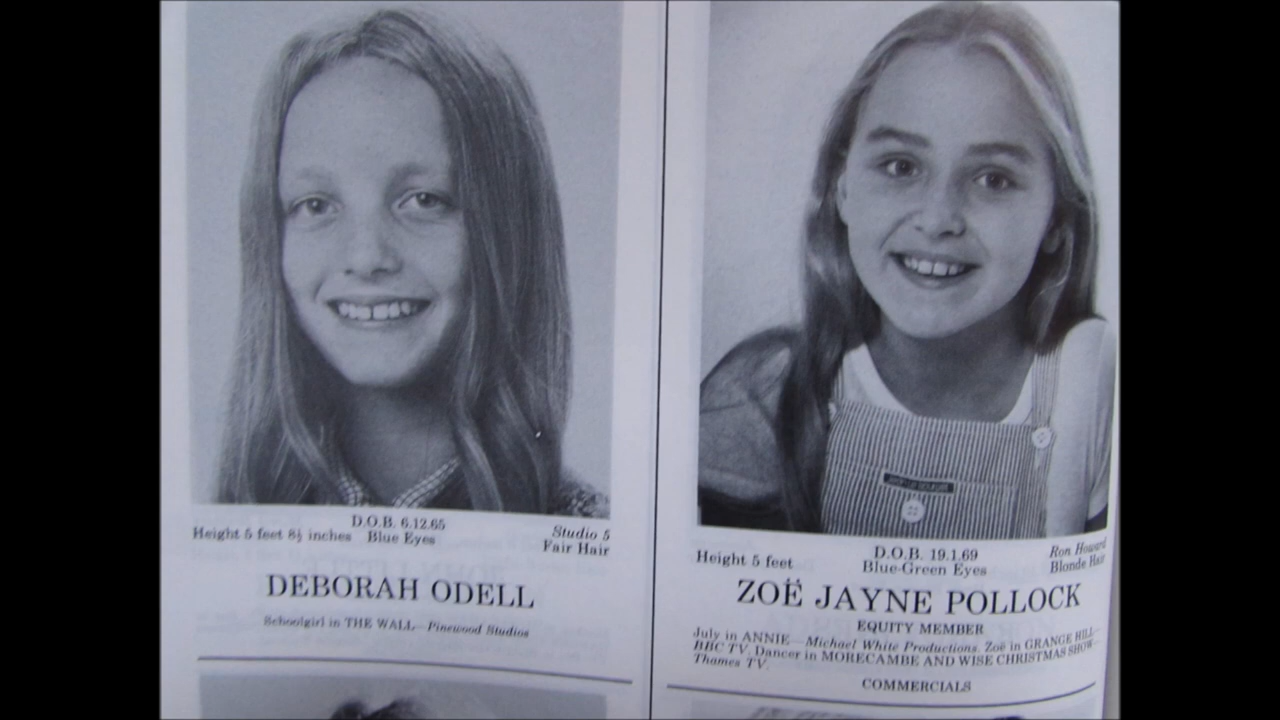 D.O.B. 6.12.65
Height 5 feet 8½ inches Blue Eyes
Studio 5
Fair Hair
DEBORAH ODELL
Schoolgirl in THE WALL—Pinewood Studios
D.O.B. 19.1.69
Height 5 feet Blue-Green Eyes
Ron Howard
Blonde Hair
ZOË JAYNE POLLOCK
EQUITY MEMBER
July in ANNIE—Michael White Productions. Zoë in GRANGE HILL—
BBC TV. Dancer in MORECAMBE AND WISE CHRISTMAS SHOW—
Thames TV.
COMMERCIALS